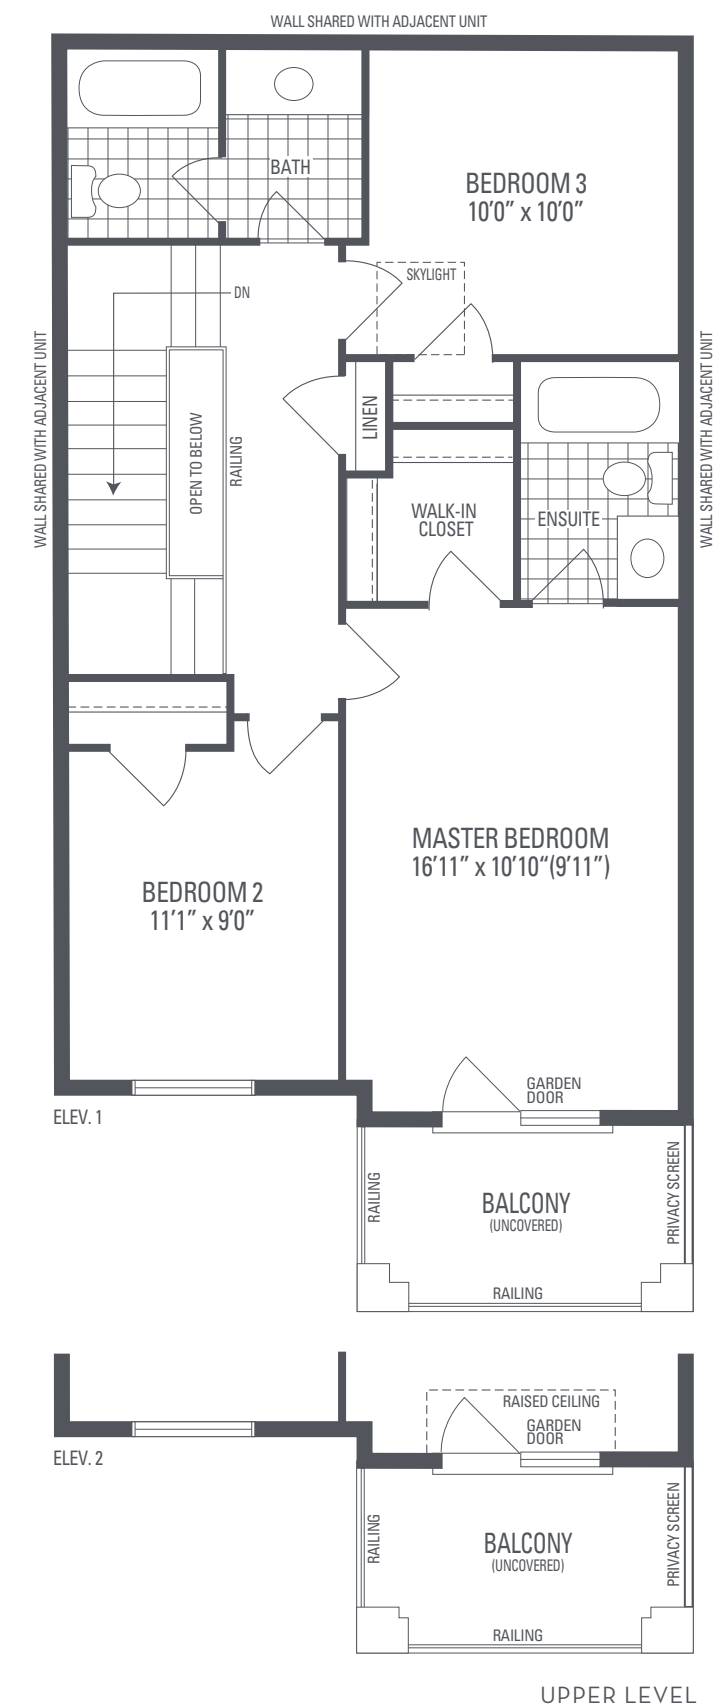 WALL SHARED WITH ADJACENT UNIT
BATH
BEDROOM 3
10'0” x 10'0”
SKYLIGHT
DN
WALL SHARED WITH ADJACENT UNIT
WALL SHARED WITH ADJACENT UNIT
OPEN TO BELOW
RAILING
LINEN
WALK-IN
CLOSET
ENSUITE
MASTER BEDROOM
16'11” x 10'10“(9'11”)
BEDROOM 2
11'1” x 9'0”
GARDEN
DOOR
ELEV. 1
RAILING
BALCONY
(UNCOVERED)
PRIVACY SCREEN
RAILING
RAISED CEILING
GARDEN
DOOR
ELEV. 2
RAILING
BALCONY
(UNCOVERED)
PRIVACY SCREEN
RAILING
UPPER LEVEL